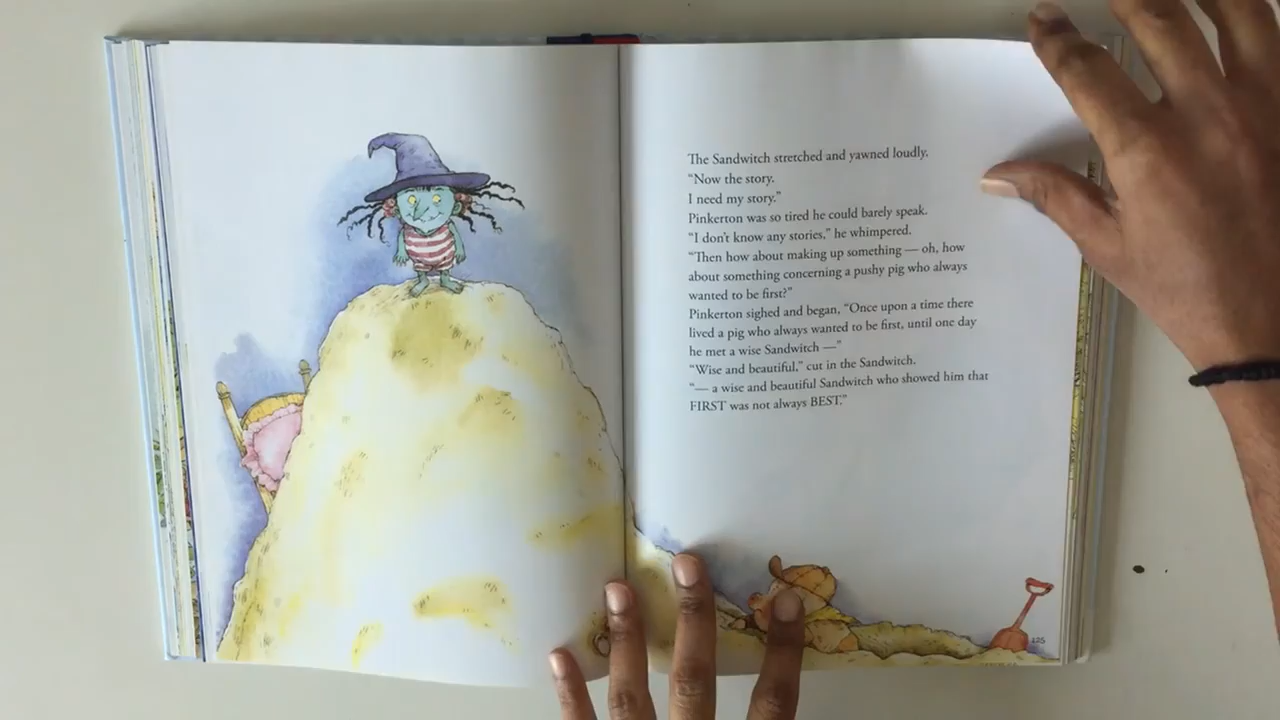 The Sandwitch stretched and yawned loudly.
“Now the story.
I need my story.”
Pinkerton was so tired he could barely speak.
“I don’t know any stories,” he whimpered.
“Then how about making up something — oh, how
about something concerning a pushy pig who always
wanted to be first?”
Pinkerton sighed and began, “Once upon a time there
lived a pig who always wanted to be first, until one day
he met a wise Sandwitch —”
“Wise and beautiful,” cut in the Sandwitch.
“— a wise and beautiful Sandwitch who showed him that
FIRST was not always BEST.”